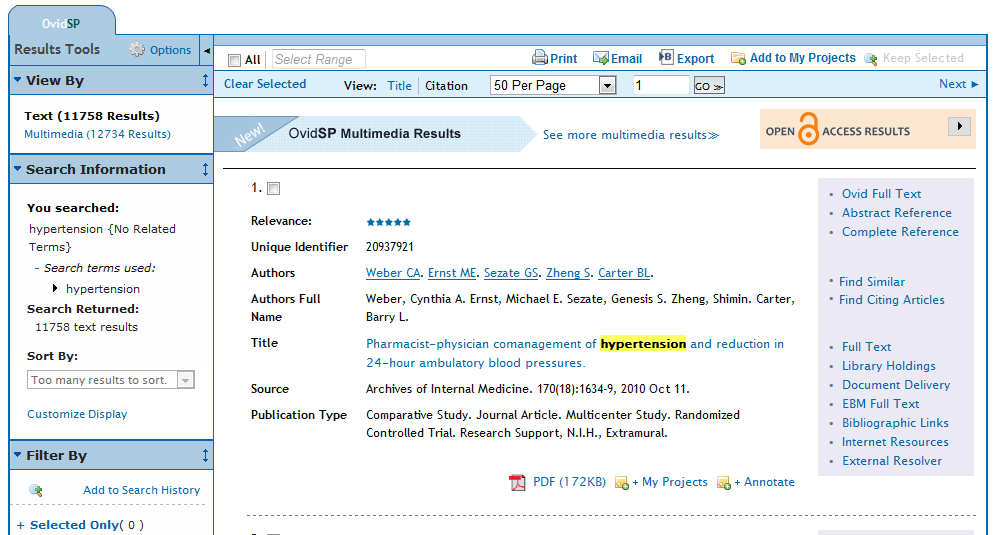 OvidSP
Results Tools Options
View By
Text (11758 Results)
Multimedia (12734 Results)
Search Information
You searched:
hypertension {No Related
Terms}
- Search terms used:
hypertension
Search Returned:
11758 text results
Sort By:
Too many results to sort.
Customize Display
Filter By
Add to Search History
+ Selected Only( 0 )
All Select Range Print Email Export Add to My Projects Keep Selected
Clear Selected View: Title Citation 50 Per Page 1 GO ≫ Next ►
New! OvidSP Multimedia Results See more multimedia results≫ OPEN ACCESS RESULTS
1.
Relevance:
Unique Identifier 20937921
Authors Weber CA. Ernst ME. Sezate GS. Zheng S. Carter BL.
Authors Full Name Weber, Cynthia A. Ernst, Michael E. Sezate, Genesis S. Zheng, Shimin. Carter,
Barry L.
Title Pharmacist-physician comanagement of hypertension and reduction in
24-hour ambulatory blood pressures.
Source Archives of Internal Medicine. 170(18):1634-9, 2010 Oct 11.
Publication Type Comparative Study. Journal Article. Multicenter Study. Randomized
Controlled Trial. Research Support, N.I.H., Extramural.
PDF (172KB) + My Projects + Annotate
• Ovid Full Text
• Abstract Reference
• Complete Reference
• Find Similar
• Find Citing Articles
• Full Text
• Library Holdings
• Document Delivery
• EBM Full Text
• Bibliographic Links
• Internet Resources
• External Resolver